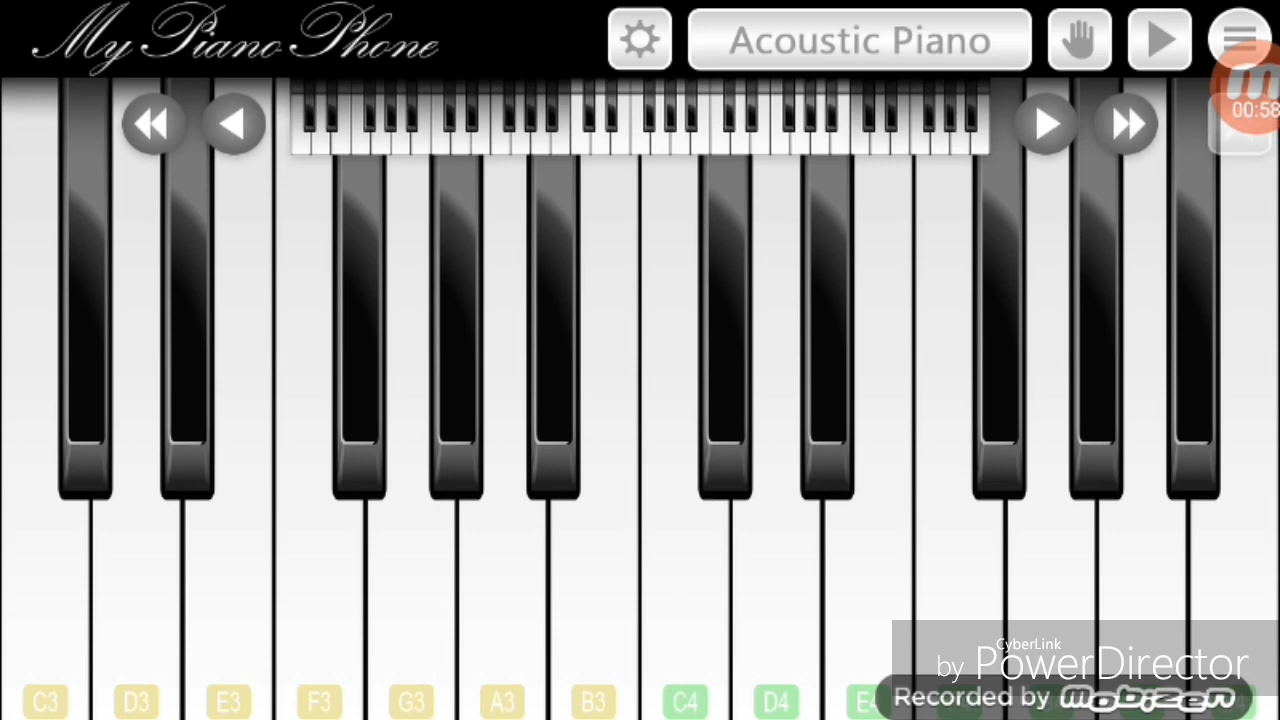 My Piano Phone
Acoustic Piano
00:58
C3 D3 E3 F3 G3 A3 B3 C4 D4 E4
CyberLink
by PowerDirector
Recorded by mobizen